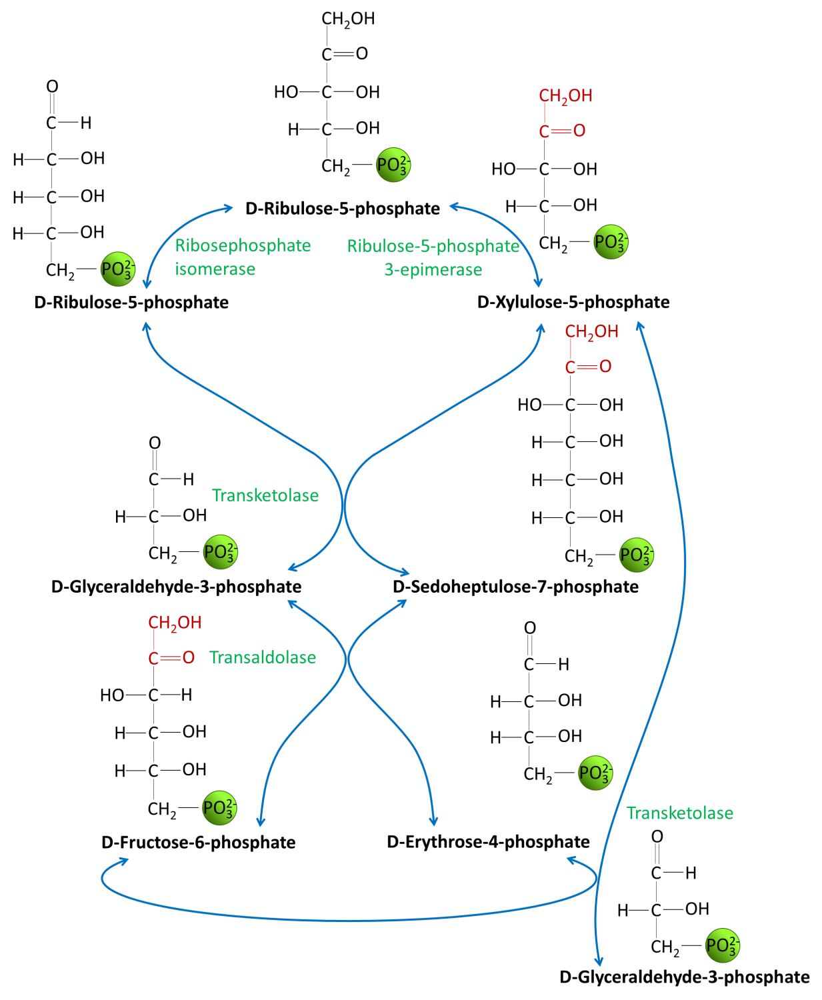 CH2OH
C=O
HO—C—OH
H—C—OH
CH2—PO3^2-
D-Ribulose-5-phosphate
O
C—H
H—C—OH
H—C—OH
H—C—OH
CH2—PO3^2-
D-Ribulose-5-phosphate
CH2OH
C=O
HO—C—OH
H—C—OH
CH2—PO3^2-
D-Xylulose-5-phosphate
Ribosephosphate
isomerase
Ribulose-5-phosphate
3-epimerase
CH2OH
C=O
HO—C—OH
H—C—OH
H—C—OH
H—C—OH
CH2—PO3^2-
D-Sedoheptulose-7-phosphate
O
C—H
H—C—OH
CH2—PO3^2-
D-Glyceraldehyde-3-phosphate
Transketolase
CH2OH
C=O
HO—C—H
H—C—OH
H—C—OH
CH2—PO3^2-
D-Fructose-6-phosphate
Transaldolase
O
C—H
H—C—OH
H—C—OH
CH2—PO3^2-
D-Erythrose-4-phosphate
Transketolase
O
C—H
H—C—OH
CH2—PO3^2-
D-Glyceraldehyde-3-phosphate